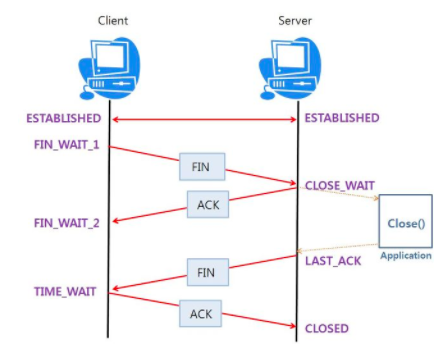 Client
Server
ESTABLISHED
ESTABLISHED
FIN_WAIT_1
FIN
CLOSE_WAIT
ACK
FIN_WAIT_2
Close()
Application
LAST_ACK
FIN
TIME_WAIT
ACK
CLOSED